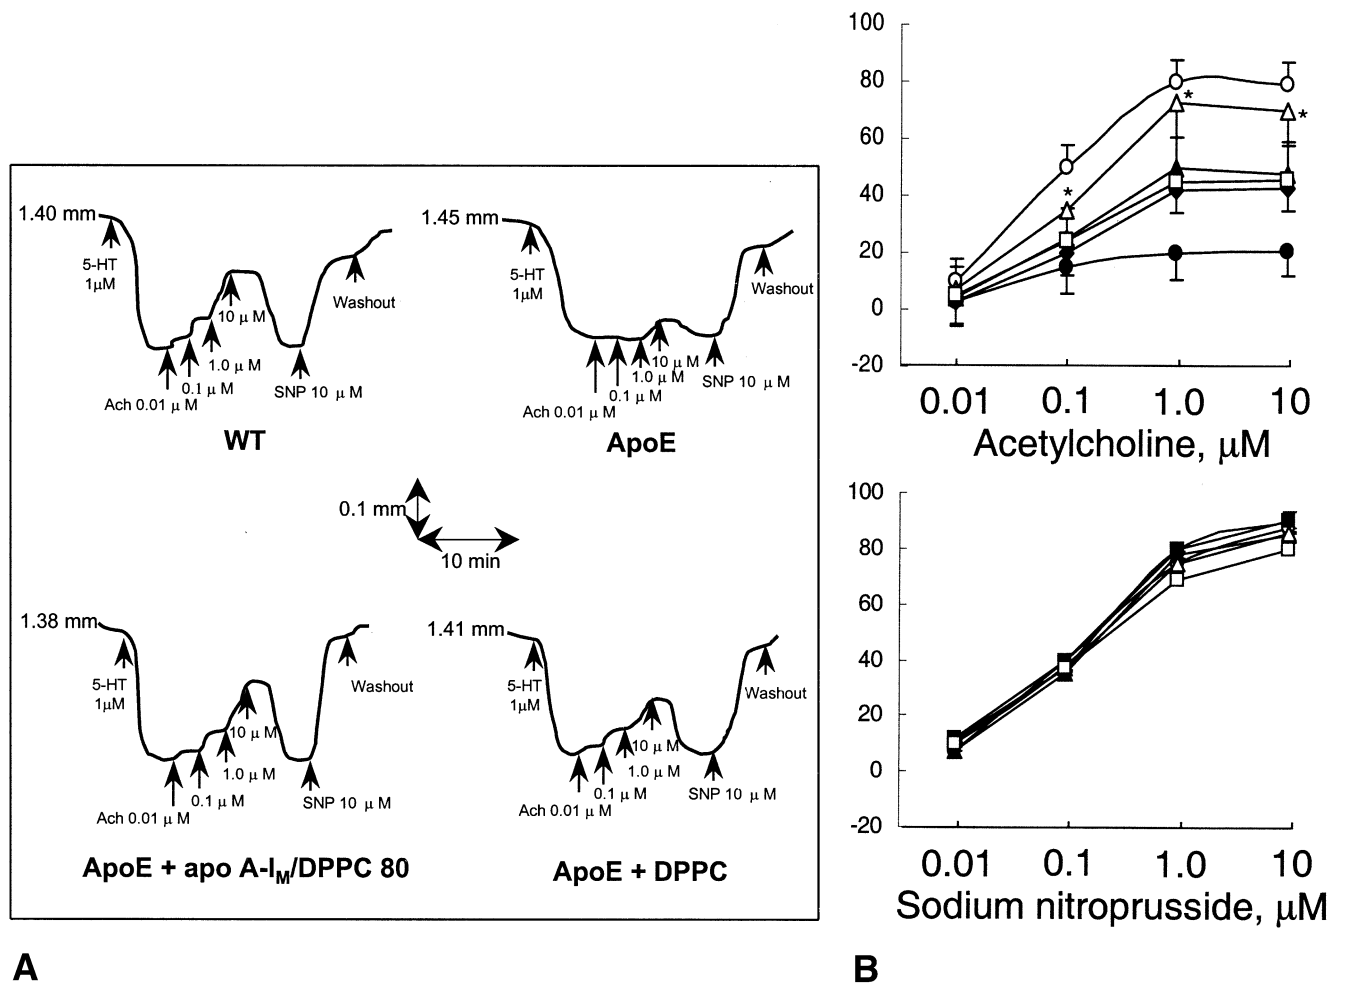 1.40 mm
5-HT
1μM
10 μ M
Washout
1.0 μ M
0.1 μ M
SNP 10 μ M
Ach 0.01 μ M
WT
1.45 mm
5-HT
1μM
Washout
10 μ M
1.0 μ M
SNP 10 μ M
0.1 μ M
Ach 0.01 μ M
ApoE
0.1 mm
10 min
1.38 mm
5-HT
1μM
Washout
10 μ M
1.0 μ M
0.1 μ M
SNP 10 μ M
Ach 0.01 μ M
ApoE + apo A-IM/DPPC 80
1.41 mm
5-HT
1μM
Washout
10 μ M
1.0 μ M
0.1 μ M
SNP 10 μ M
Ach 0.01 μ M
ApoE + DPPC
A
100
80
*
60
*
40
*
20
0
-20
0.01 0.1 1.0 10
Acetylcholine, μM
100
80
60
40
20
0
-20
0.01 0.1 1.0 10
Sodium nitroprusside, μM
B